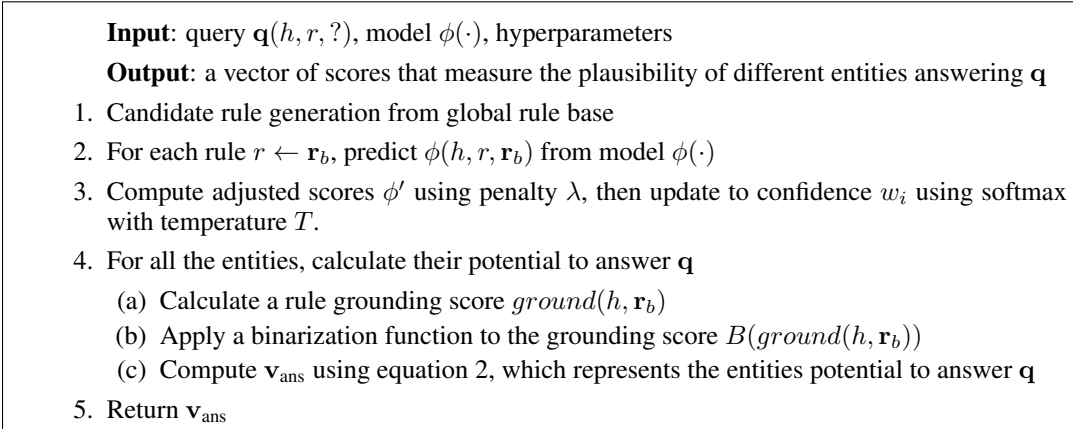 Input: query q(h, r, ?), model ϕ(·), hyperparameters
Output: a vector of scores that measure the plausibility of different entities answering q
1. Candidate rule generation from global rule base
2. For each rule r ← r_b, predict ϕ(h, r, r_b) from model ϕ(·)
3. Compute adjusted scores ϕ′ using penalty λ, then update to confidence w_i using softmax
with temperature T.
4. For all the entities, calculate their potential to answer q
(a) Calculate a rule grounding score ground(h, r_b)
(b) Apply a binarization function to the grounding score B(ground(h, r_b))
(c) Compute v_ans using equation 2, which represents the entities potential to answer q
5. Return v_ans